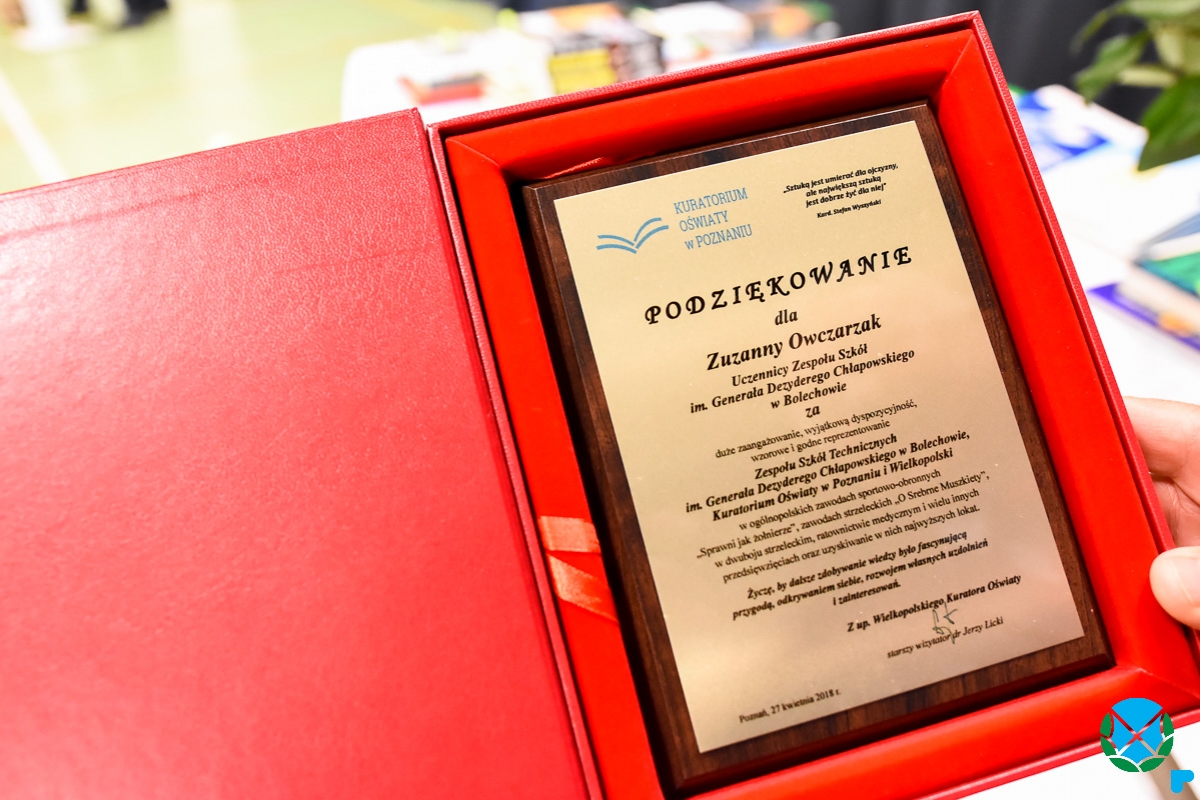 KURATORIUM
OŚWIATY
w POZNANIU
„Sztuką jest umierać dla ojczyzny,
ale największą sztuką
jest dobrze żyć dla niej”
Kard. Stefan Wyszyński
PODZIĘKOWANIE
dla
Zuzanny Owczarzak
Uczennicy Zespołu Szkół
im. Generała Dezyderego Chłapowskiego
w Bolechowie
za
duże zaangażowanie, wyjątkową dyspozycyjność,
wzorowe i godne reprezentowanie
Zespołu Szkół Technicznych
im. Generała Dezyderego Chłapowskiego w Bolechowie,
Kuratorium Oświaty w Poznaniu i Wielkopolski
w ogólnopolskich zawodach sportowo-obronnych
„Sprawni jak żołnierze”, zawodach strzeleckich „O Srebrne Muszkiety”,
w dwuboju strzeleckim, ratownictwie medycznym i wielu innych
przedsięwzięciach oraz uzyskiwanie w nich najwyższych lokat.
Życzę, by dalsze zdobywanie wiedzy było fascynującą
przygodą, odkrywaniem siebie, rozwojem własnych uzdolnień
i zainteresowań.
Z up. Wielkopolskiego Kuratora Oświaty
starszy wizytator dr Jerzy Licki
Poznań, 27 kwietnia 2018 r.